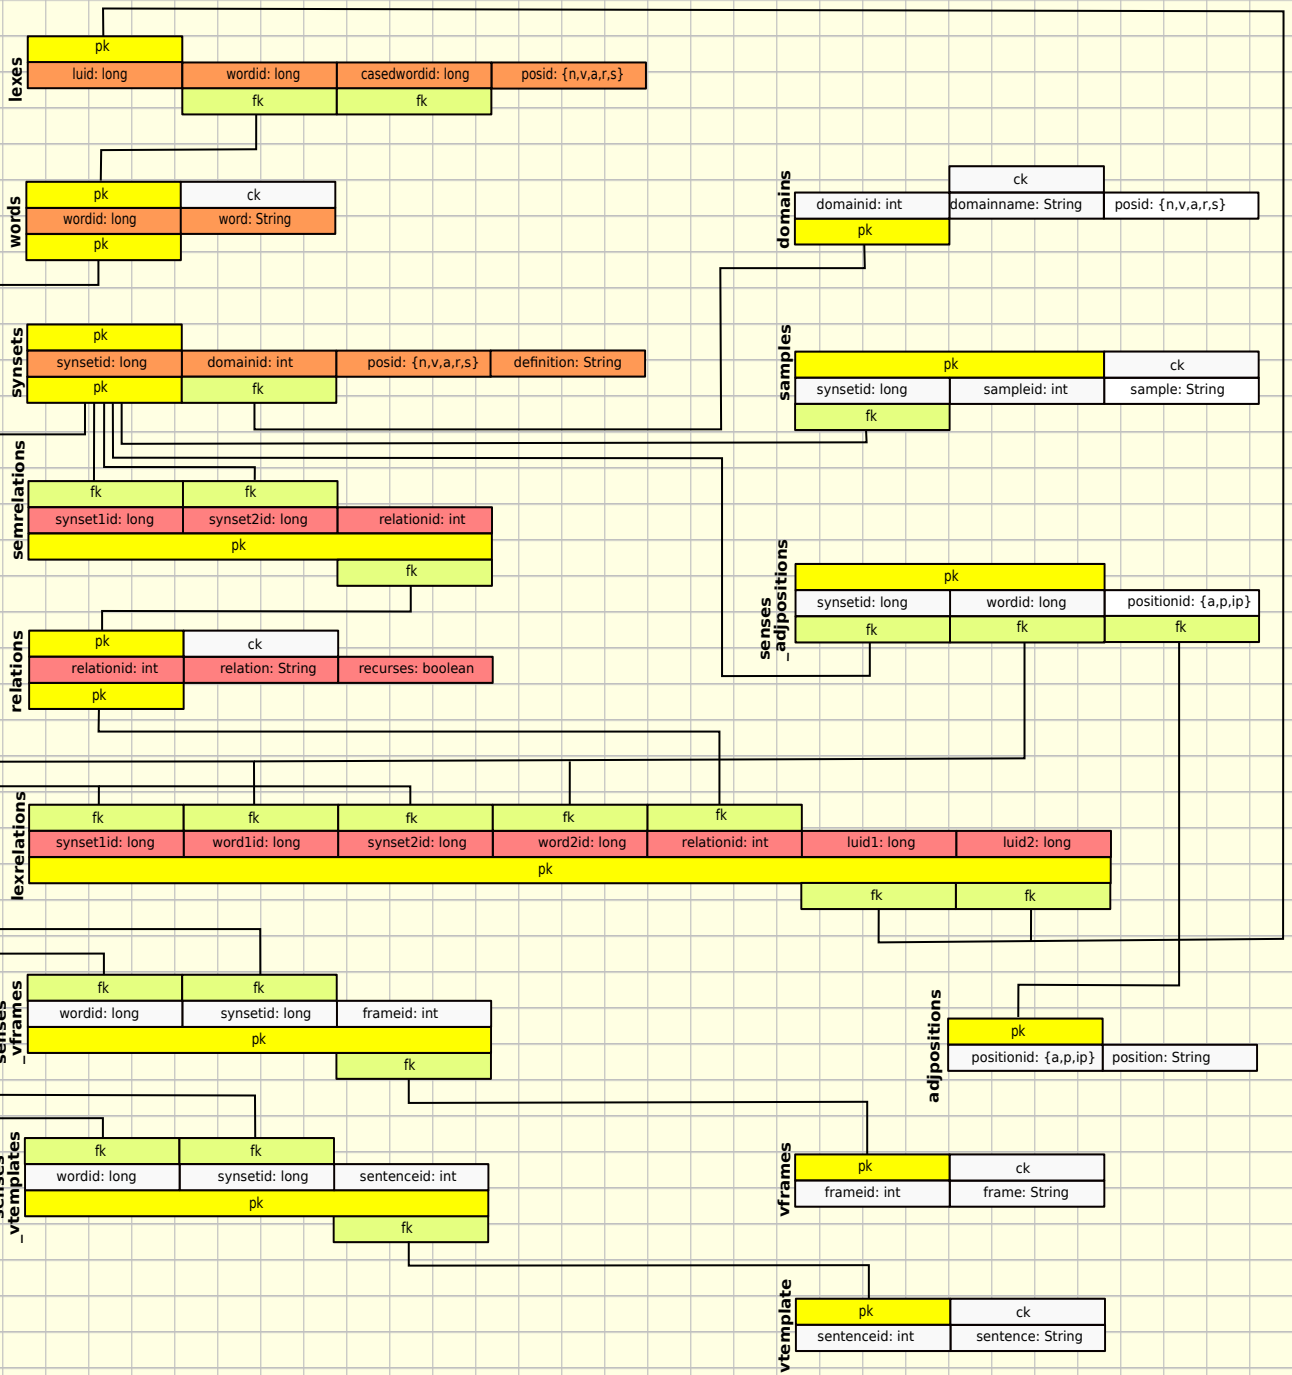 lexes
pk
luid: long wordid: long casedwordid: long posid: {n,v,a,r,s}
fk fk
words
pk ck
wordid: long word: String
pk
domains
ck
domainid: int domainname: String posid: {n,v,a,r,s}
pk
synsets
pk
synsetid: long domainid: int posid: {n,v,a,r,s} definition: String
pk fk
samples
pk ck
synsetid: long sampleid: int sample: String
fk
semrelations
fk fk
synset1id: long synset2id: long relationid: int
pk
fk
senses
_adjpositions
pk
synsetid: long wordid: long positionid: {a,p,ip}
fk fk fk
relations
pk ck
relationid: int relation: String recurses: boolean
pk
lexrelations
fk fk fk fk fk
synset1id: long word1id: long synset2id: long word2id: long relationid: int luid1: long luid2: long
pk
fk fk
_vframes
fk fk
wordid: long synsetid: long frameid: int
pk
fk
adjpositions
pk
positionid: {a,p,ip} position: String
_vtemplates
fk fk
wordid: long synsetid: long sentenceid: int
pk
fk
vframes
pk ck
frameid: int frame: String
vtemplate
pk ck
sentenceid: int sentence: String